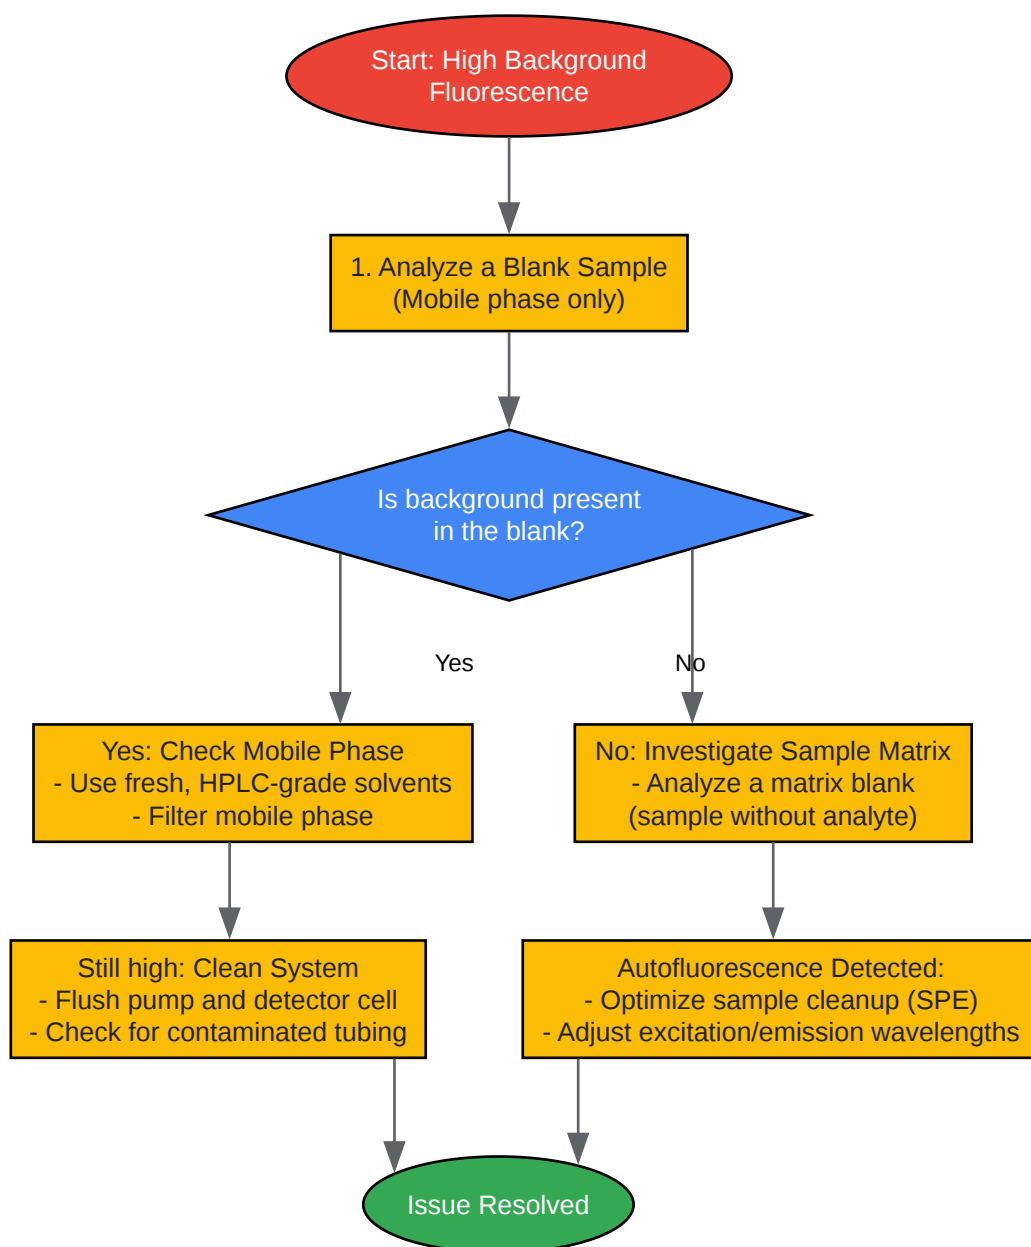 Start: High Background
Fluorescence
1. Analyze a Blank Sample
(Mobile phase only)
Is background present
in the blank?
Yes
No
Yes: Check Mobile Phase
- Use fresh, HPLC-grade solvents
- Filter mobile phase
No: Investigate Sample Matrix
- Analyze a matrix blank
(sample without analyte)
Still high: Clean System
- Flush pump and detector cell
- Check for contaminated tubing
Autofluorescence Detected:
- Optimize sample cleanup (SPE)
- Adjust excitation/emission wavelengths
Issue Resolved